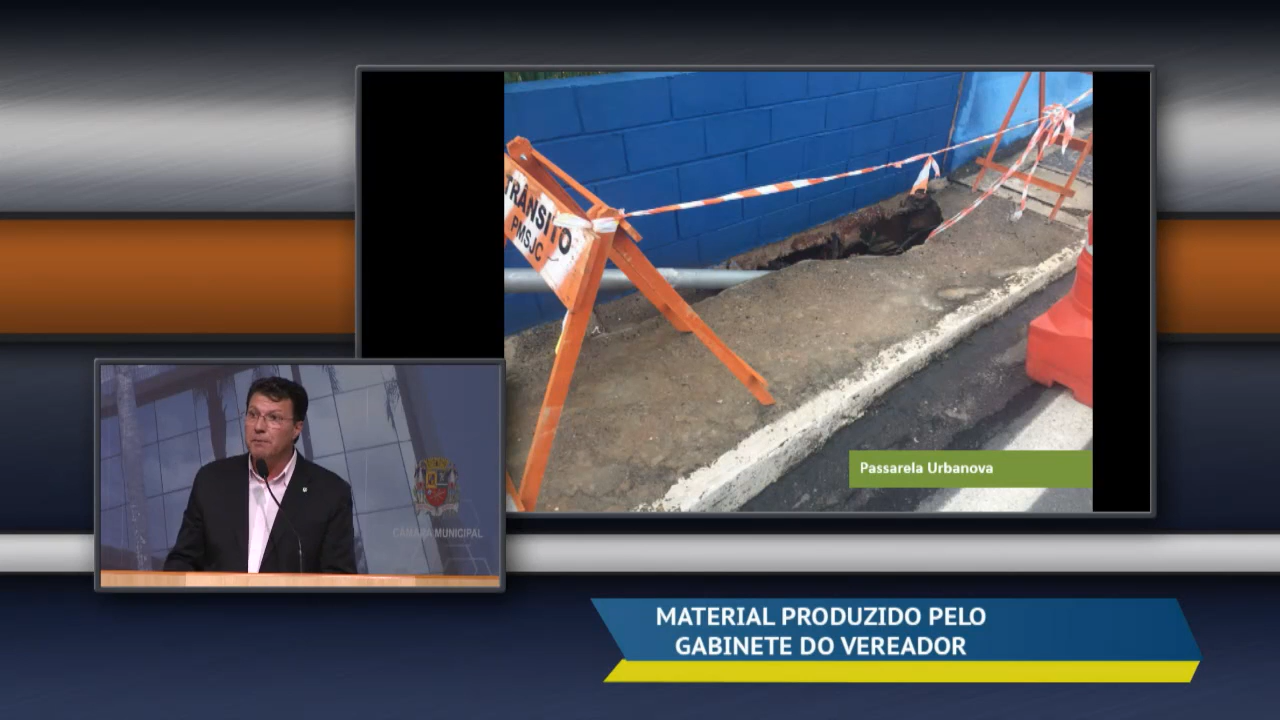 TRÂNSITO
PMSJC
Passarela Urbanova
CÂMARA MUNICIPAL
MATERIAL PRODUZIDO PELO
GABINETE DO VEREADOR